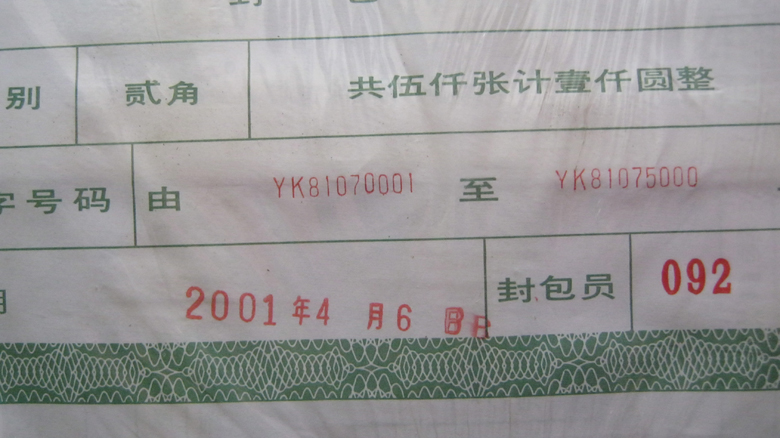 别 贰角 共伍仟张计壹仟圆整
字号码 由 YK81070001 至 YK81075000
2001年4月6日 封包员 092